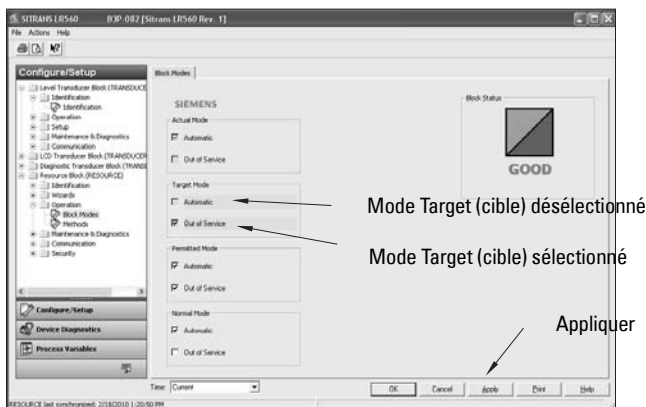 SITRANS LR560 B3P-082 [Sitrans LR560 Rev. 1]
File Actions Help
Configure/Setup
Level Transducer Block (TRANSDUCE
Identification
Identification
Operation
Setup
Maintenance & Diagnostics
Communication
LCD Transducer Block (TRANSDUCER
Diagnostic Transducer Block (TRANSD
Resource Block (RESOURCE)
Identification
Wizards
Operation
Block Modes
Methods
Maintenance & Diagnostics
Communication
Security
Configure/Setup
Device Diagnostics
Process Variables
Block Modes
SIEMENS
Actual Mode
Automatic
Out of Service
Target Mode
Automatic
Out of Service
Permitted Mode
Automatic
Out of Service
Normal Mode
Automatic
Out of Service
Block Status
GOOD
Mode Target (cible) désélectionné
Mode Target (cible) sélectionné
Appliquer
Time: Current
OK Cancel Apply Print Help
RESOURCE last synchronized: 2/18/2010 1:20:50 PM